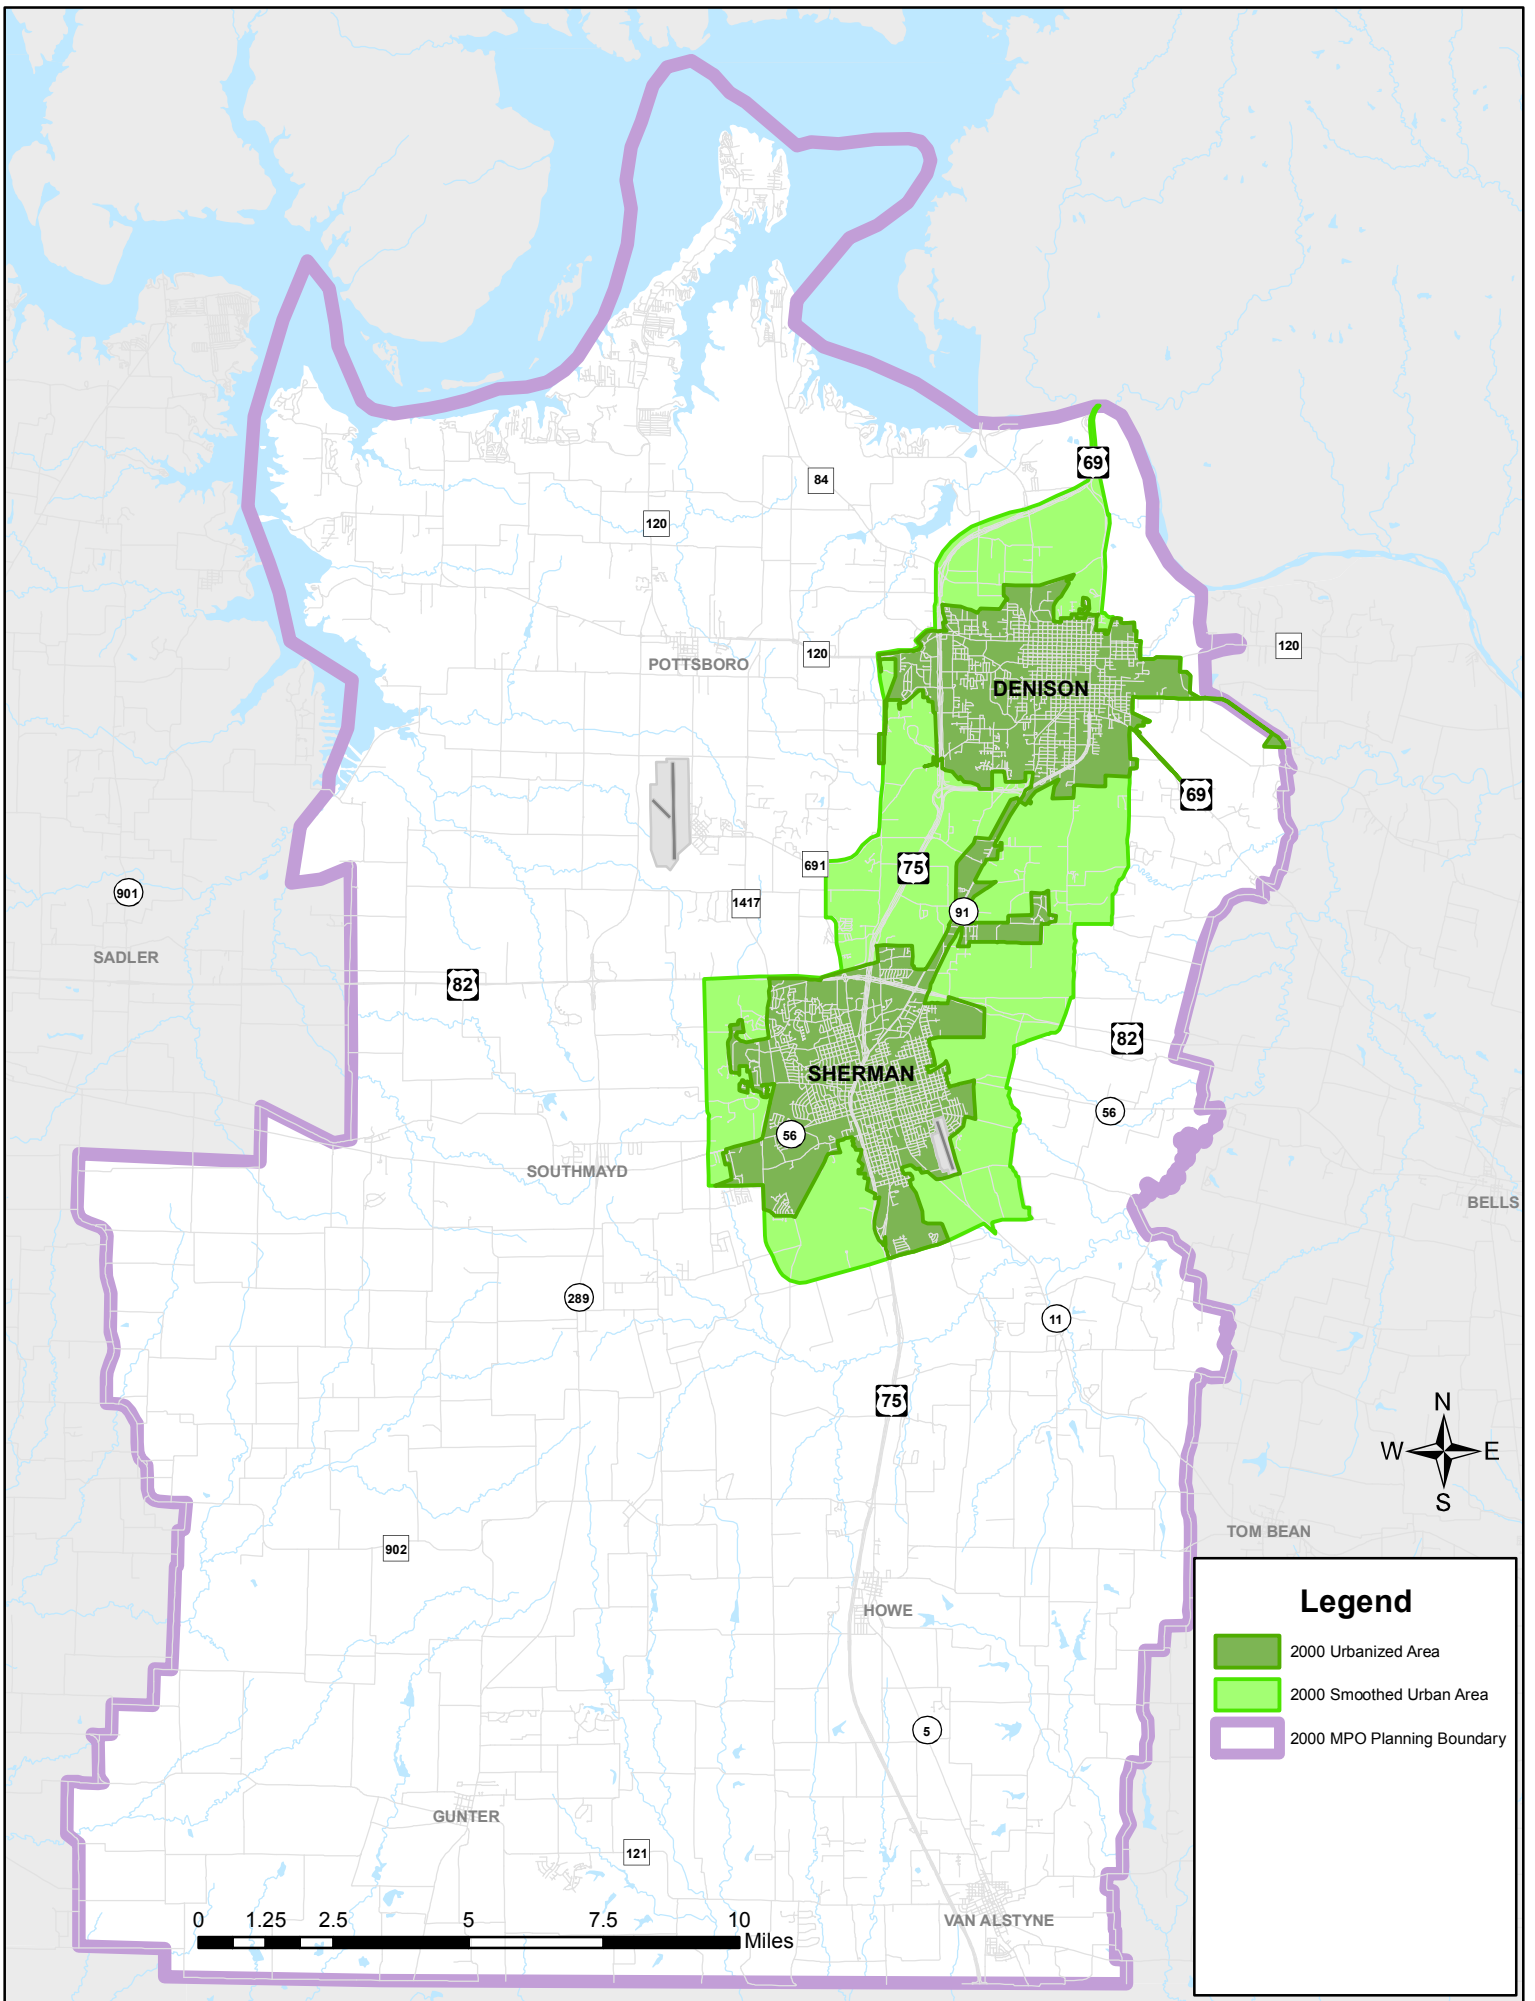 69
84
120
POTTSBORO
120
120
DENISON
69
691
75
901
1417
91
SADLER
82
82
SHERMAN
56
56
SOUTHMAYD
BELLS
289
11
75
N
W E
S
TOM BEAN
902
Legend
HOWE
2000 Urbanized Area
2000 Smoothed Urban Area
5
2000 MPO Planning Boundary
GUNTER
121
0 1.25 2.5 5 7.5 10
VAN ALSTYNE
Miles